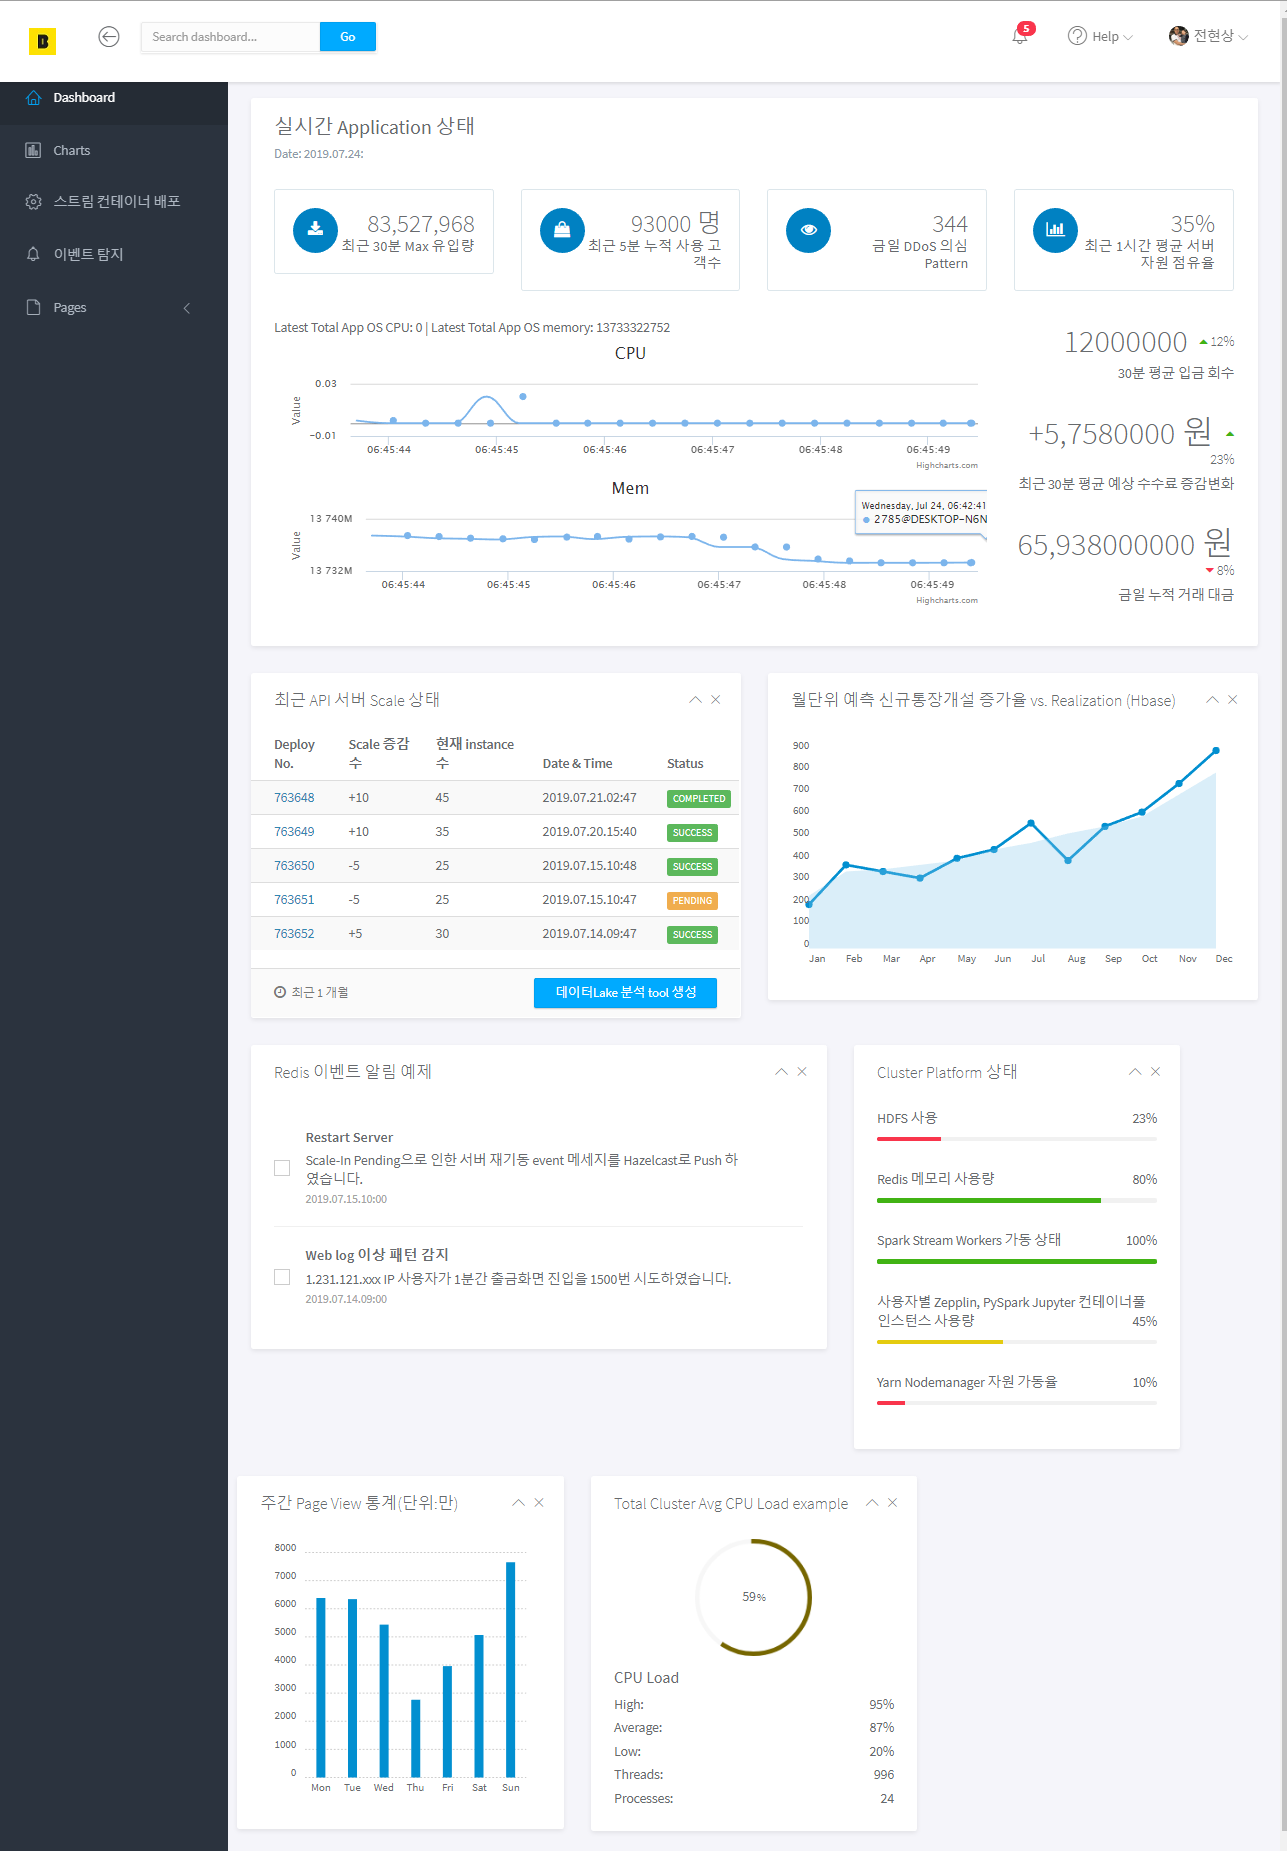 B
Search dashboard...
Go
5
Help
전현상
Dashboard
Charts
스트림 컨테이너 배포
이벤트 탐지
Pages
실시간 Application 상태
Date: 2019.07.24:
83,527,968
최근 30분 Max 유입량
93000 명
최근 5분 누적 사용 고
객수
344
금일 DDoS 의심
Pattern
35%
최근 1시간 평균 서버
자원 점유율
Latest Total App OS CPU: 0 | Latest Total App OS memory: 13733322752
CPU
Value
0.03
-0.01
06:45:44
06:45:45
06:45:46
06:45:47
06:45:48
06:45:49
Highcharts.com
Mem
Value
13 740M
13 732M
Wednesday, Jul 24, 06:42:41
2785@DESKTOP-N6N
06:45:44
06:45:45
06:45:46
06:45:47
06:45:48
06:45:49
Highcharts.com
12000000 12%
30분 평균 입금 회수
+5,7580000 원
23%
최근 30분 평균 예상 수수료 증감변화
65,938000000 원
8%
금일 누적 거래 대금
최근 API 서버 Scale 상태
Deploy
No.
Scale 증감
수
현재 instance
수
Date & Time
Status
763648 +10 45 2019.07.21.02:47 COMPLETED
763649 +10 35 2019.07.20.15:40 SUCCESS
763650 -5 25 2019.07.15.10:48 SUCCESS
763651 -5 25 2019.07.15.10:47 PENDING
763652 +5 30 2019.07.14.09:47 SUCCESS
최근 1 개월
데이터Lake 분석 tool 생성
월단위 예측 신규통장개설 증가율 vs. Realization (Hbase)
900
800
700
600
500
400
300
200
100
0
Jan Feb Mar Apr May Jun Jul Aug Sep Oct Nov Dec
Redis 이벤트 알림 예제
Restart Server
Scale-In Pending으로 인한 서버 재기동 event 메세지를 Hazelcast로 Push 하
였습니다.
2019.07.15.10:00
Web log 이상 패턴 감지
1.231.121.xxx IP 사용자가 1분간 출금화면 진입을 1500번 시도하였습니다.
2019.07.14.09:00
Cluster Platform 상태
HDFS 사용 23%
Redis 메모리 사용량 80%
Spark Stream Workers 가동 상태 100%
사용자별 Zepplin, PySpark Jupyter 컨테이너풀
인스턴스 사용량 45%
Yarn Nodemanager 자원 가동율 10%
주간 Page View 통계(단위:만)
8000
7000
6000
5000
4000
3000
2000
1000
0
Mon Tue Wed Thu Fri Sat Sun
Total Cluster Avg CPU Load example
59%
CPU Load
High: 95%
Average: 87%
Low: 20%
Threads: 996
Processes: 24